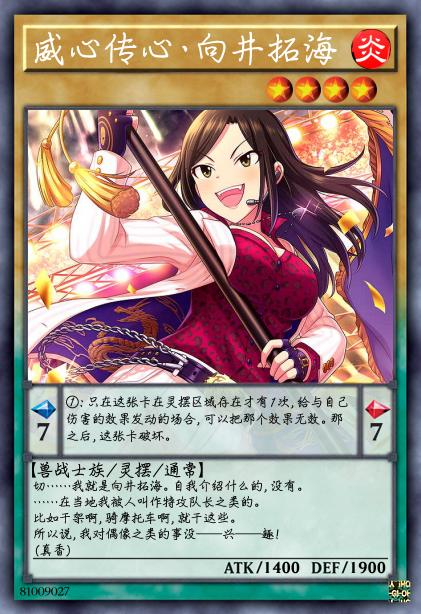 威心传心·向井拓海
炎
①:只在这张卡在灵摆区域存在才有1次,给与自己
伤害的效果发动的场合,可以把那个效果无效。那
之后,这张卡破坏。
7
7
【兽战士族/灵摆/通常】
切……我就是向井拓海。自我介绍什么的,没有。
……在当地我被人叫作特攻队长之类的。
比如干架啊,骑摩托车啊,就干这些。
所以说,我对偶像之类的事没——兴——趣!
(真香)
ATK/1400 DEF/1900
81009027